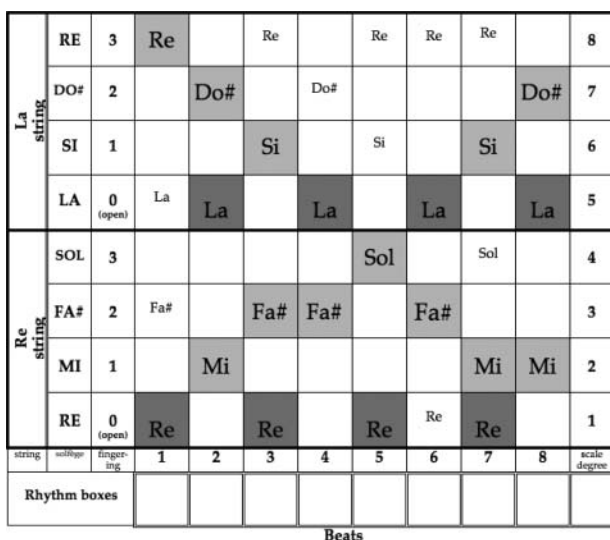 La string
RE 3 Re Re Re Re Re 8
DO# 2 Do# Do# Do# 7
SI 1 Si Si Si 6
LA 0 (open) La La La La La 5
Re string
SOL 3 Sol Sol 4
FA# 2 Fa# Fa# Fa# Fa# 3
MI 1 Mi Mi Mi 2
RE 0 (open) Re Re Re Re Re 1
string solfège finger-ing 1 2 3 4 5 6 7 8 scale degree
Rhythm boxes
Beats